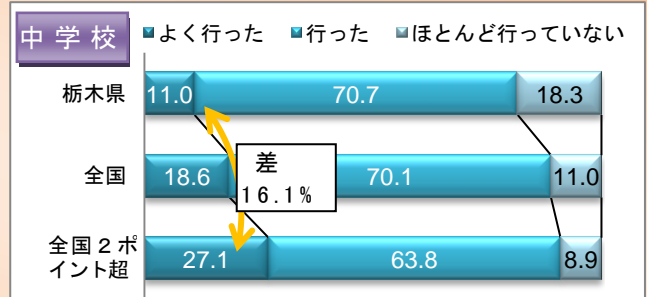 中学校
■よく行った ■行った ■ほとんど行っていない
栃木県 11.0 70.7 18.3
差
16.1%
全国 18.6 70.1 11.0
全国２ポ
イント超 27.1 63.8 8.9